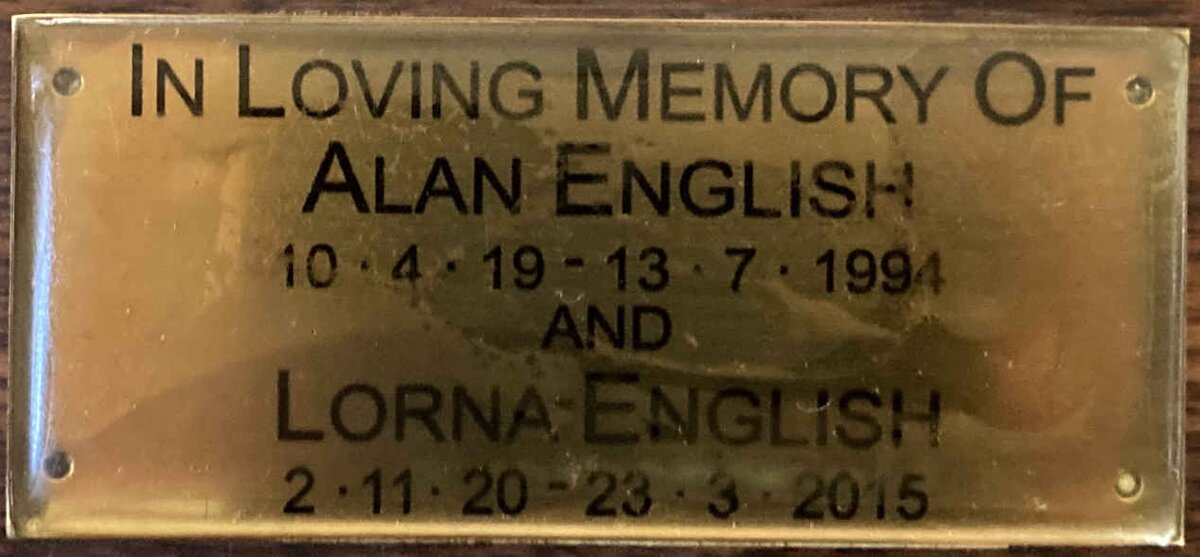 IN LOVING MEMORY OF
ALAN ENGLISH
10 · 4 · 19 - 13 · 7 · 1994
AND
LORNA ENGLISH
2 · 11 · 20 - 23 · 3 · 2015